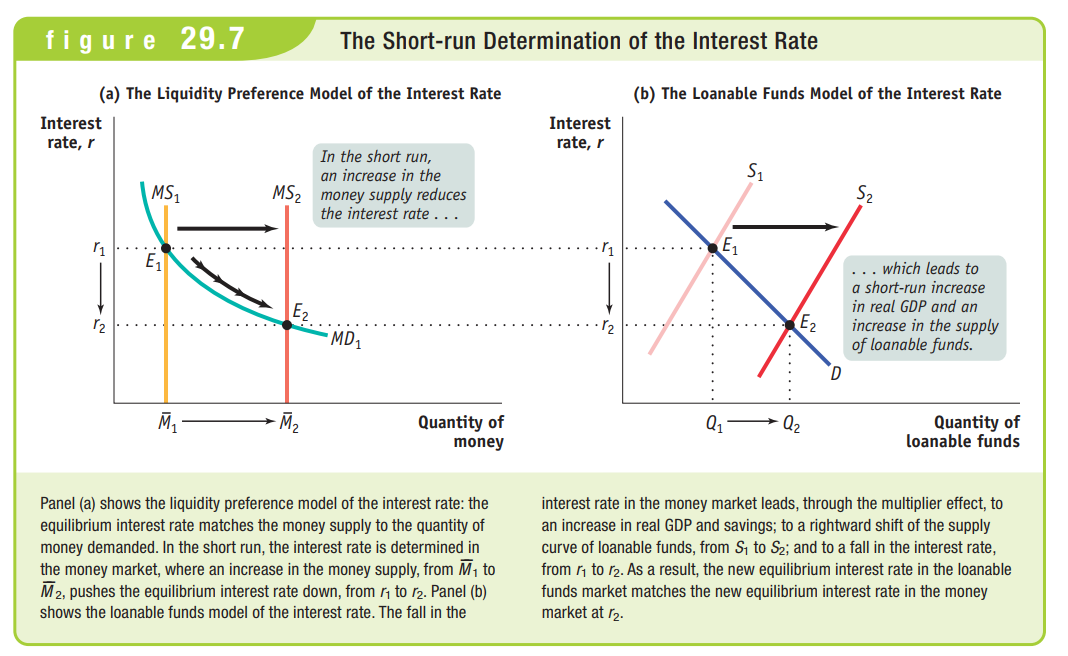 figure 29.7
The Short-run Determination of the Interest Rate
(a) The Liquidity Preference Model of the Interest Rate
Interest
rate, r
MS₁
MS₂
In the short run,
an increase in the
money supply reduces
the interest rate . . .
r₁
E₁
r₂
E₂
MD₁
M̅₁
M̅₂
Quantity of
money
(b) The Loanable Funds Model of the Interest Rate
Interest
rate, r
S₁
S₂
r₁
E₁
. . . which leads to
a short-run increase
in real GDP and an
increase in the supply
of loanable funds.
r₂
E₂
D
Q₁
Q₂
Quantity of
loanable funds
Panel (a) shows the liquidity preference model of the interest rate: the
equilibrium interest rate matches the money supply to the quantity of
money demanded. In the short run, the interest rate is determined in
the money market, where an increase in the money supply, from M̅₁ to
M̅₂, pushes the equilibrium interest rate down, from r₁ to r₂. Panel (b)
shows the loanable funds model of the interest rate. The fall in the
interest rate in the money market leads, through the multiplier effect, to
an increase in real GDP and savings; to a rightward shift of the supply
curve of loanable funds, from S₁ to S₂; and to a fall in the interest rate,
from r₁ to r₂. As a result, the new equilibrium interest rate in the loanable
funds market matches the new equilibrium interest rate in the money
market at r₂.